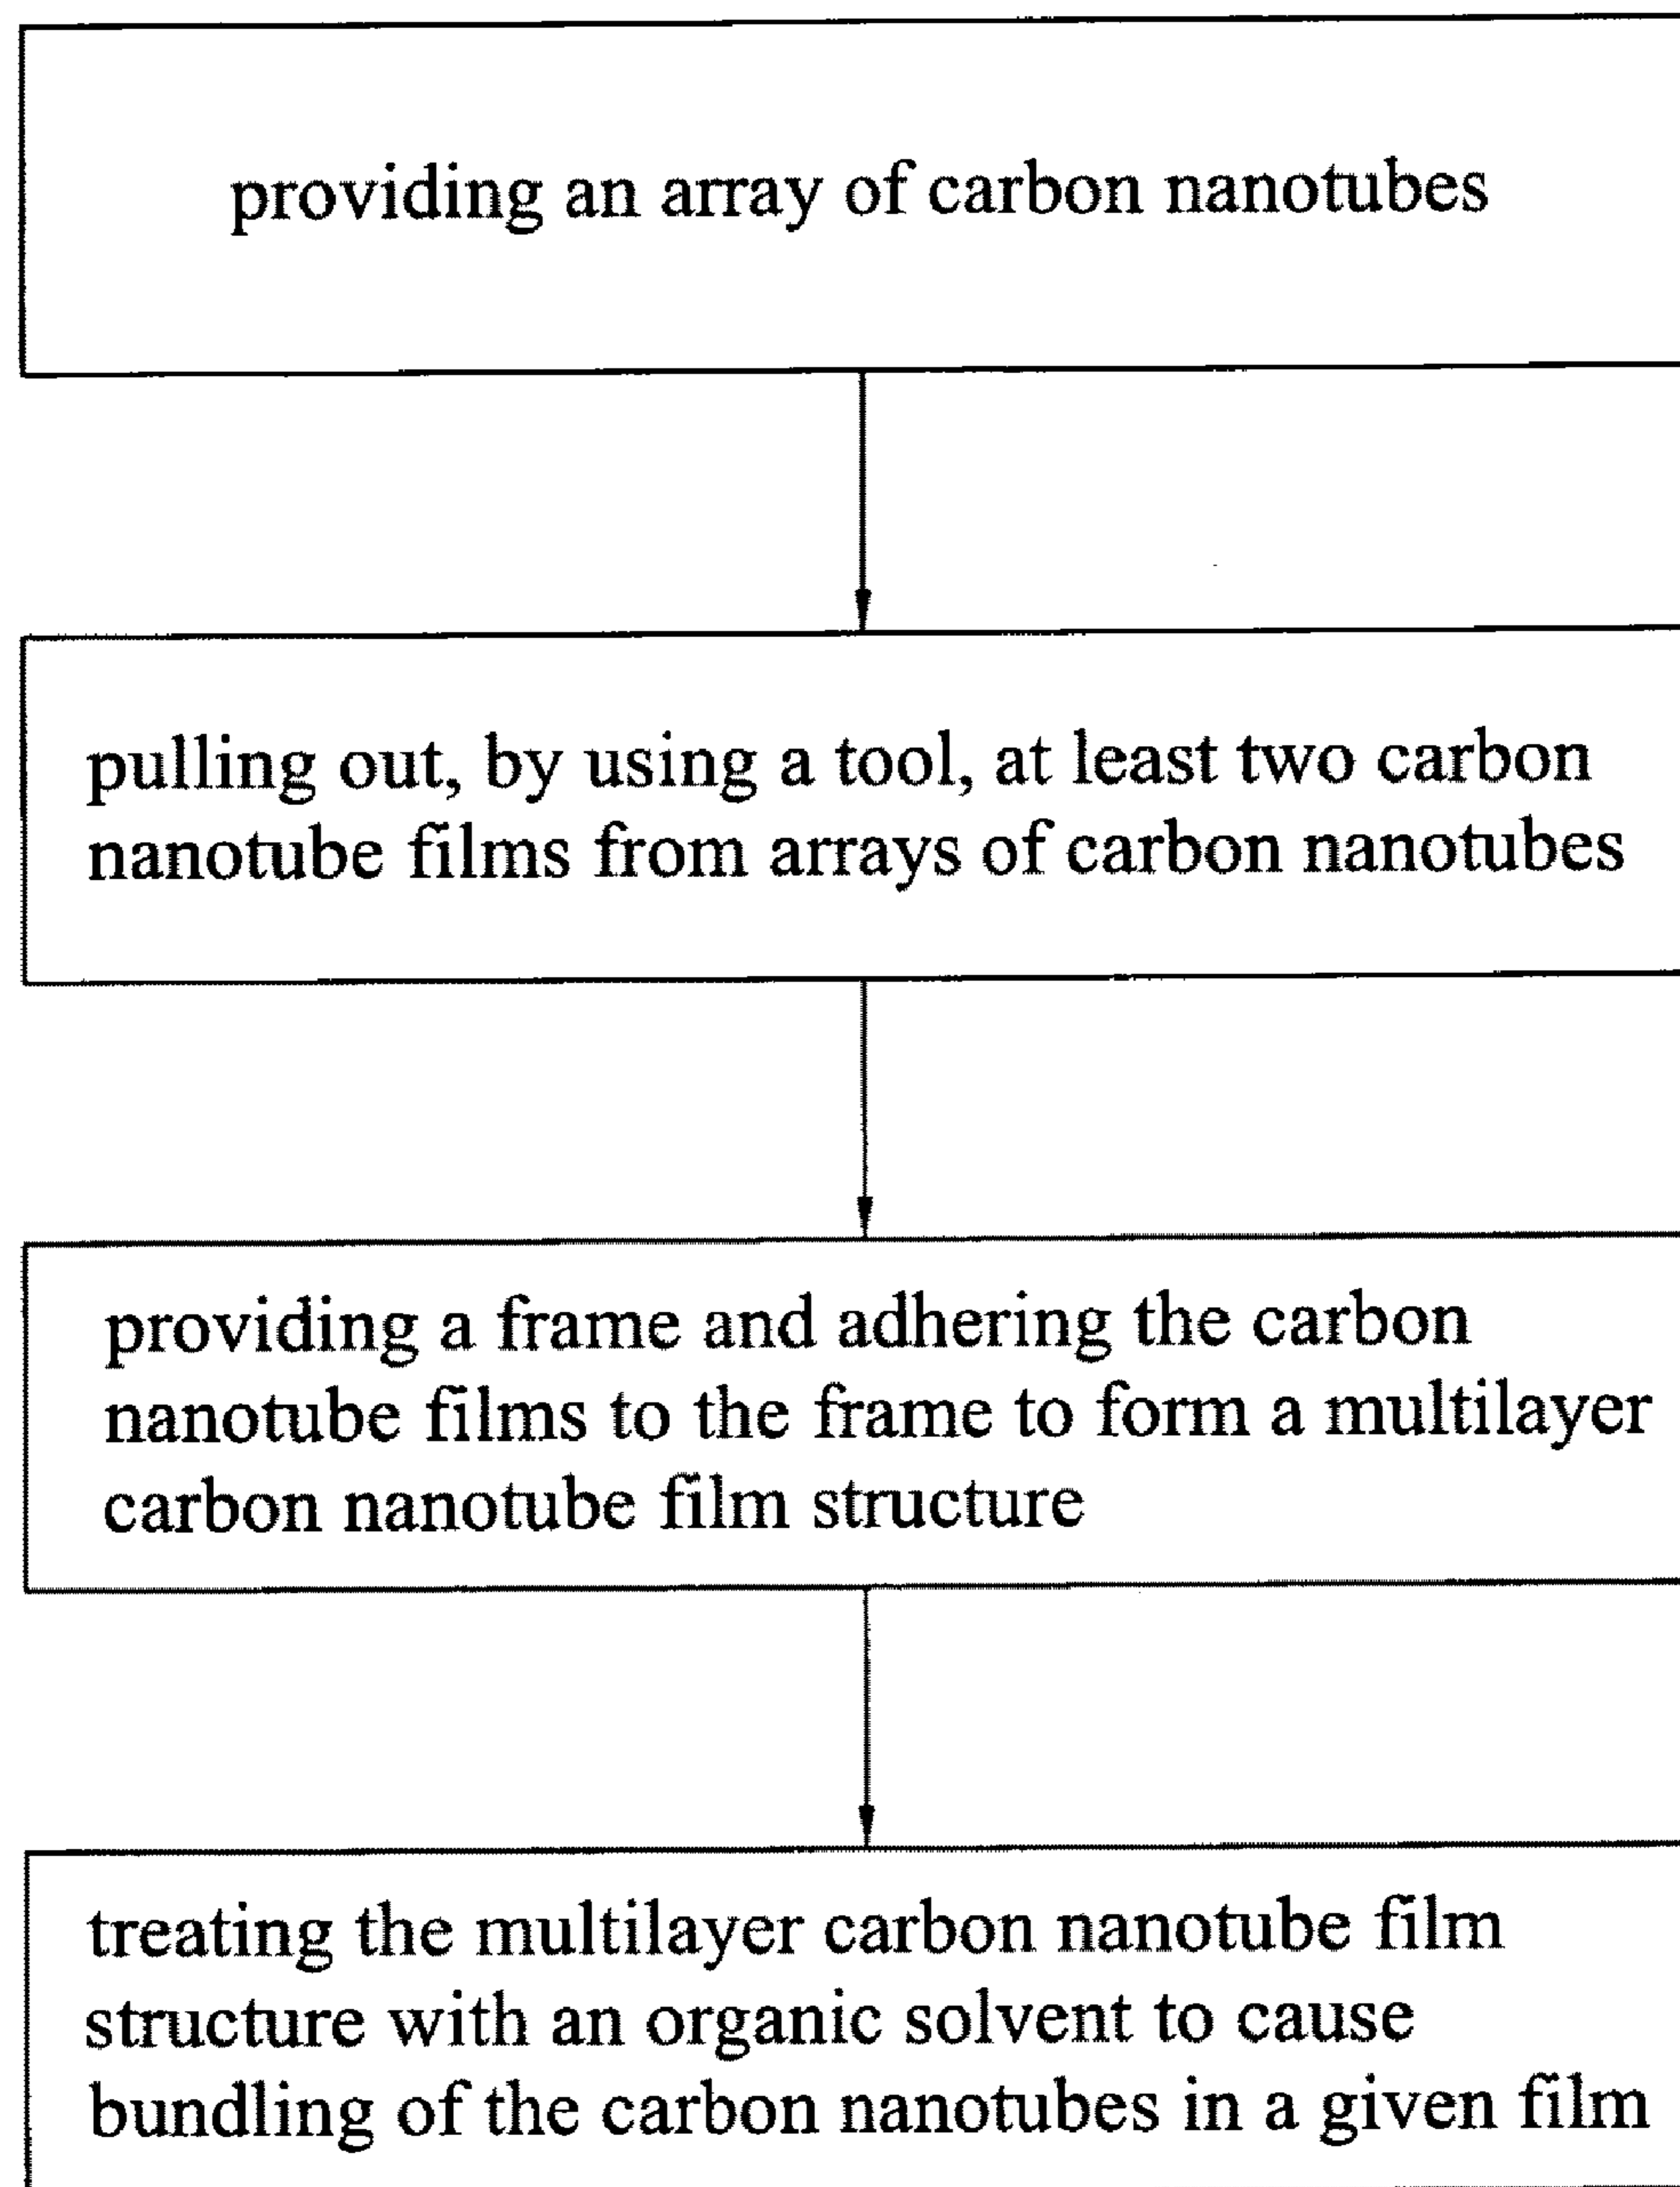 providing an array of carbon nanotubes
pulling out, by using a tool, at least two carbon
nanotube films from arrays of carbon nanotubes
providing a frame and adhering the carbon
nanotube films to the frame to form a multilayer
carbon nanotube film structure
treating the multilayer carbon nanotube film
structure with an organic solvent to cause
bundling of the carbon nanotubes in a given film